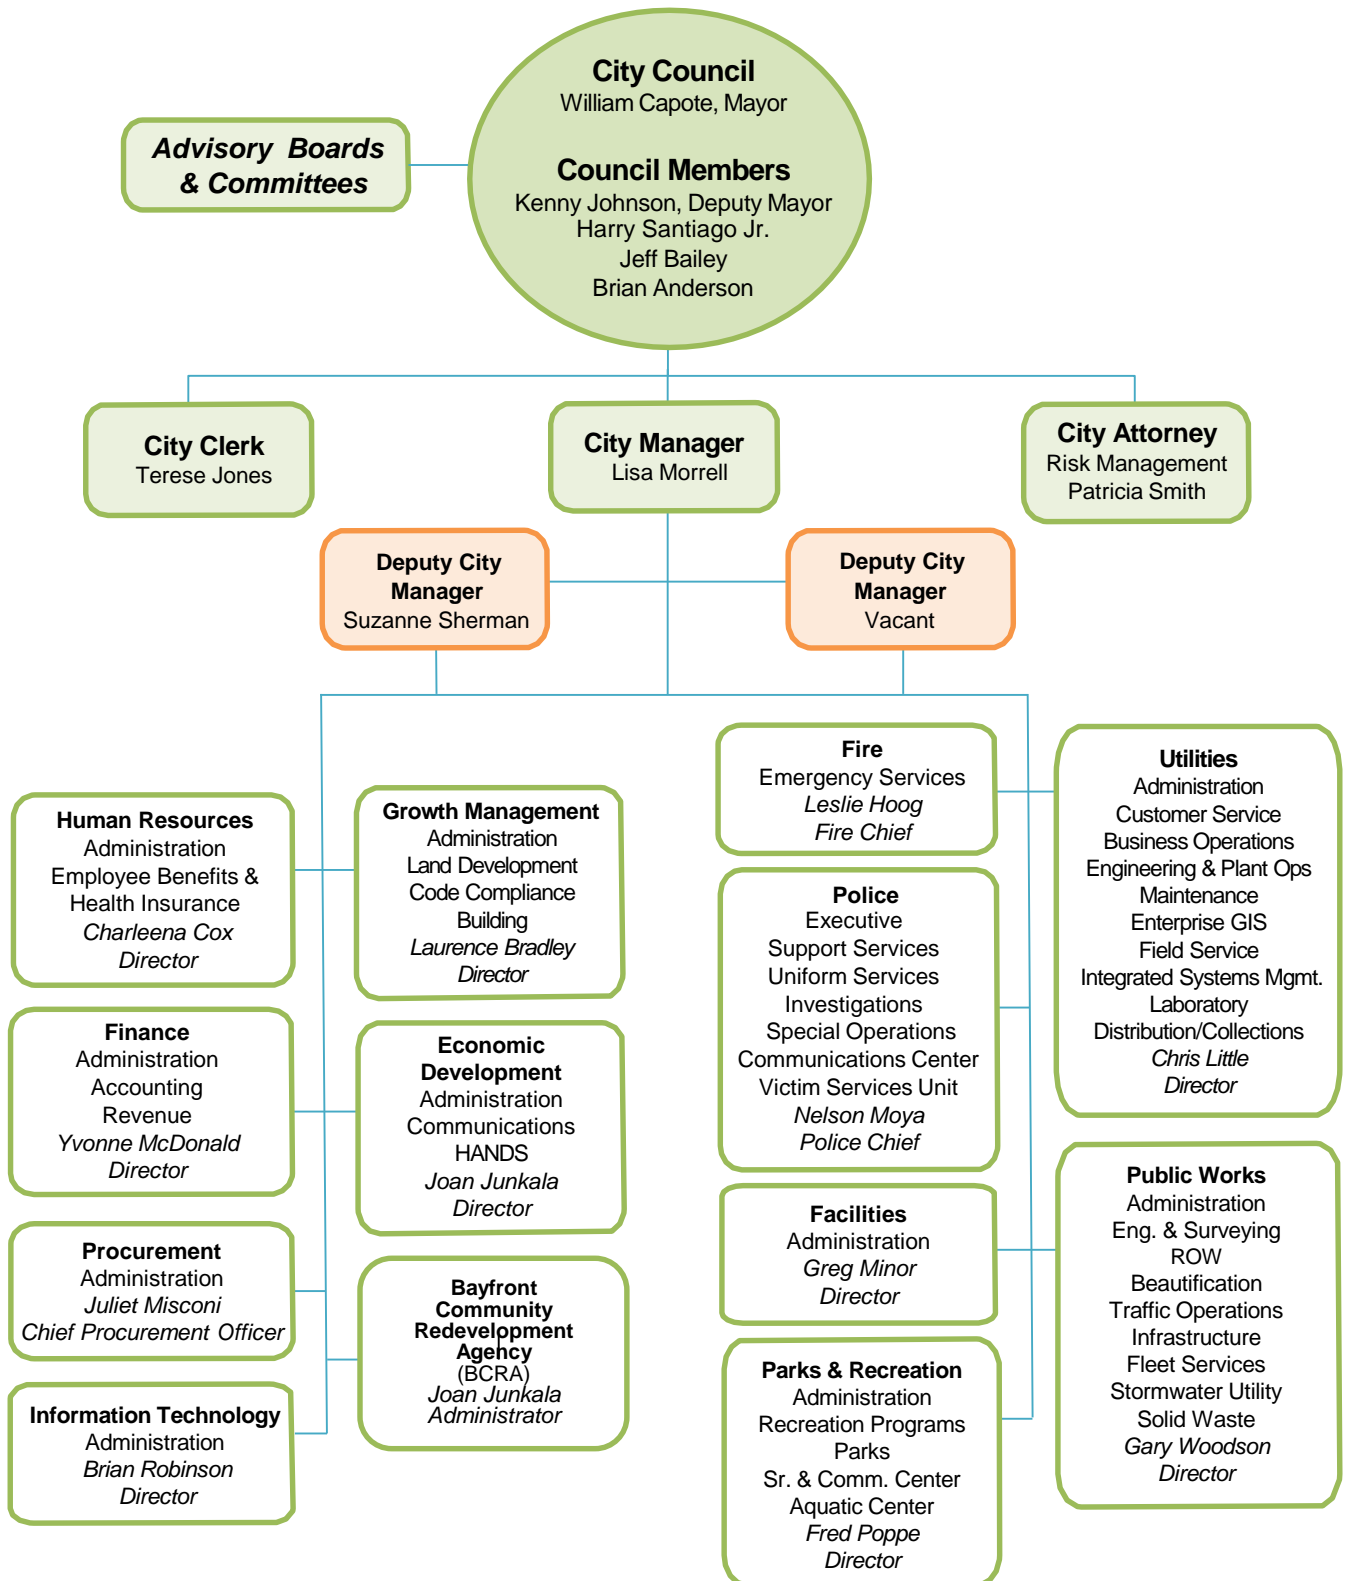 City Council
William Capote, Mayor
Council Members
Kenny Johnson, Deputy Mayor
Harry Santiago Jr.
Jeff Bailey
Brian Anderson
Advisory Boards
& Committees
City Clerk
Terese Jones
City Manager
Lisa Morrell
City Attorney
Risk Management
Patricia Smith
Deputy City
Manager
Suzanne Sherman
Deputy City
Manager
Vacant
Human Resources
Administration
Employee Benefits &
Health Insurance
Charleena Cox
Director
Growth Management
Administration
Land Development
Code Compliance
Building
Laurence Bradley
Director
Finance
Administration
Accounting
Revenue
Yvonne McDonald
Director
Economic
Development
Administration
Communications
HANDS
Joan Junkala
Director
Procurement
Administration
Juliet Misconi
Chief Procurement Officer
Bayfront
Community
Redevelopment
Agency
(BCRA)
Joan Junkala
Administrator
Information Technology
Administration
Brian Robinson
Director
Fire
Emergency Services
Leslie Hoog
Fire Chief
Police
Executive
Support Services
Uniform Services
Investigations
Special Operations
Communications Center
Victim Services Unit
Nelson Moya
Police Chief
Facilities
Administration
Greg Minor
Director
Parks & Recreation
Administration
Recreation Programs
Parks
Sr. & Comm. Center
Aquatic Center
Fred Poppe
Director
Utilities
Administration
Customer Service
Business Operations
Engineering & Plant Ops
Maintenance
Enterprise GIS
Field Service
Integrated Systems Mgmt.
Laboratory
Distribution/Collections
Chris Little
Director
Public Works
Administration
Eng. & Surveying
ROW
Beautification
Traffic Operations
Infrastructure
Fleet Services
Stormwater Utility
Solid Waste
Gary Woodson
Director